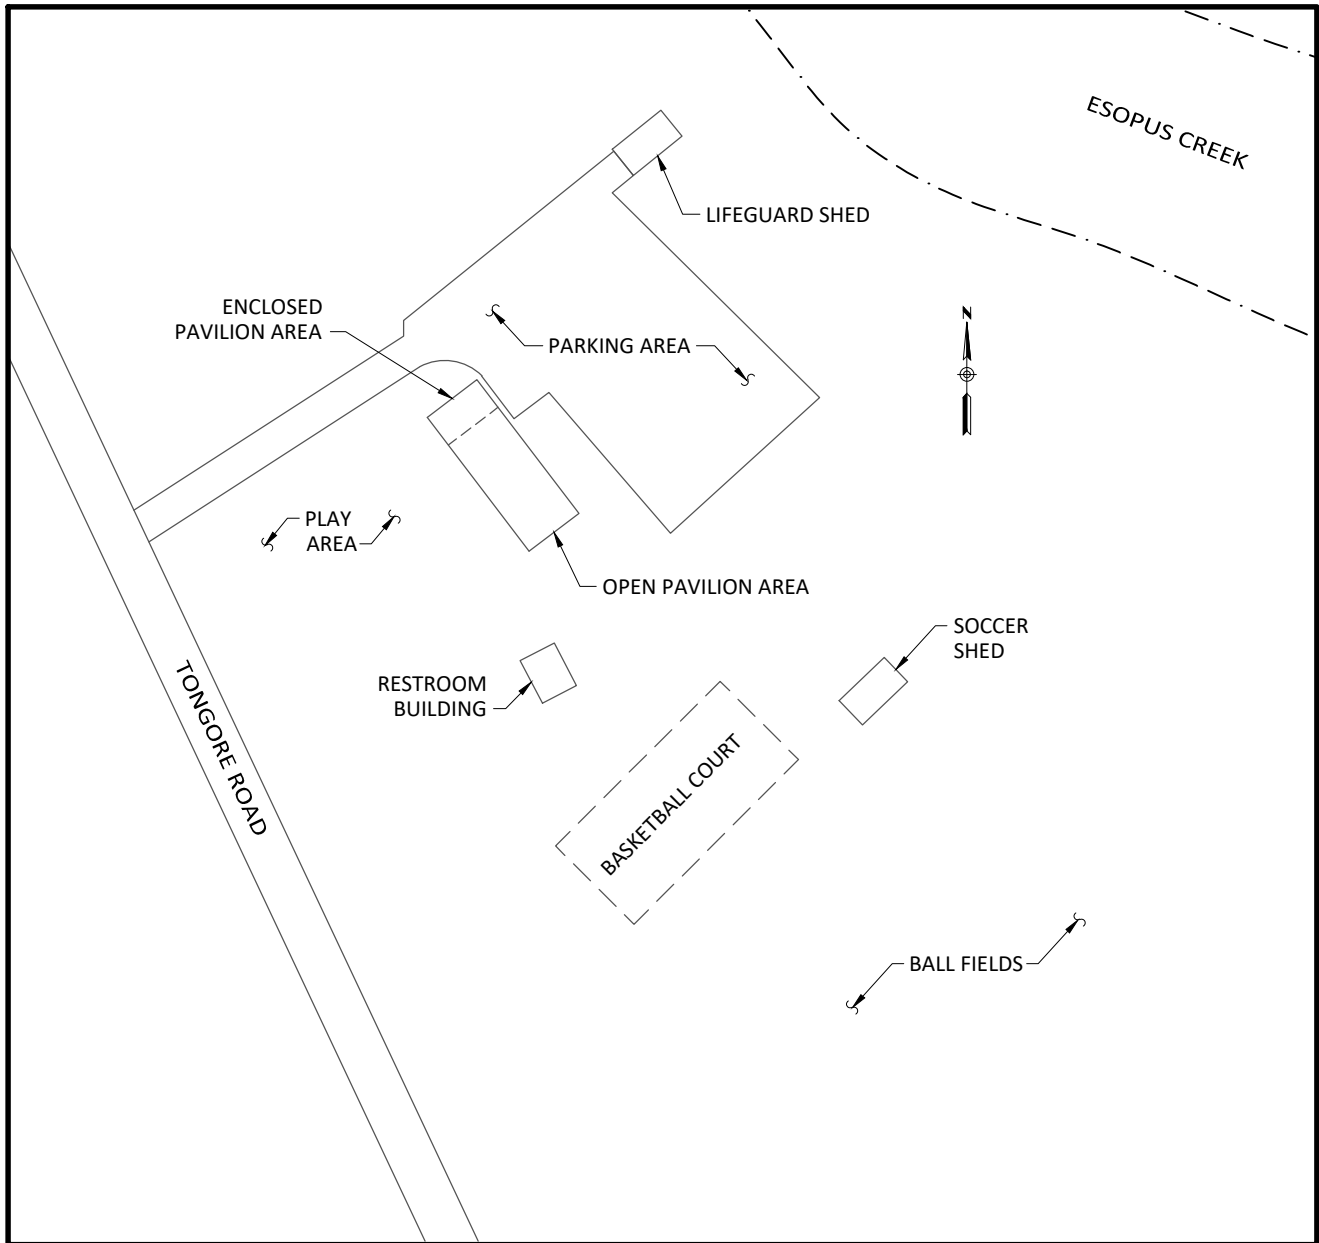 ESOPUS CREEK
LIFEGUARD SHED
ENCLOSED
PAVILION AREA
N
PARKING AREA
PLAY
AREA
OPEN PAVILION AREA
SOCCER
SHED
RESTROOM
BUILDING
TONGORE ROAD
BASKETBALL COURT
BALL FIELDS